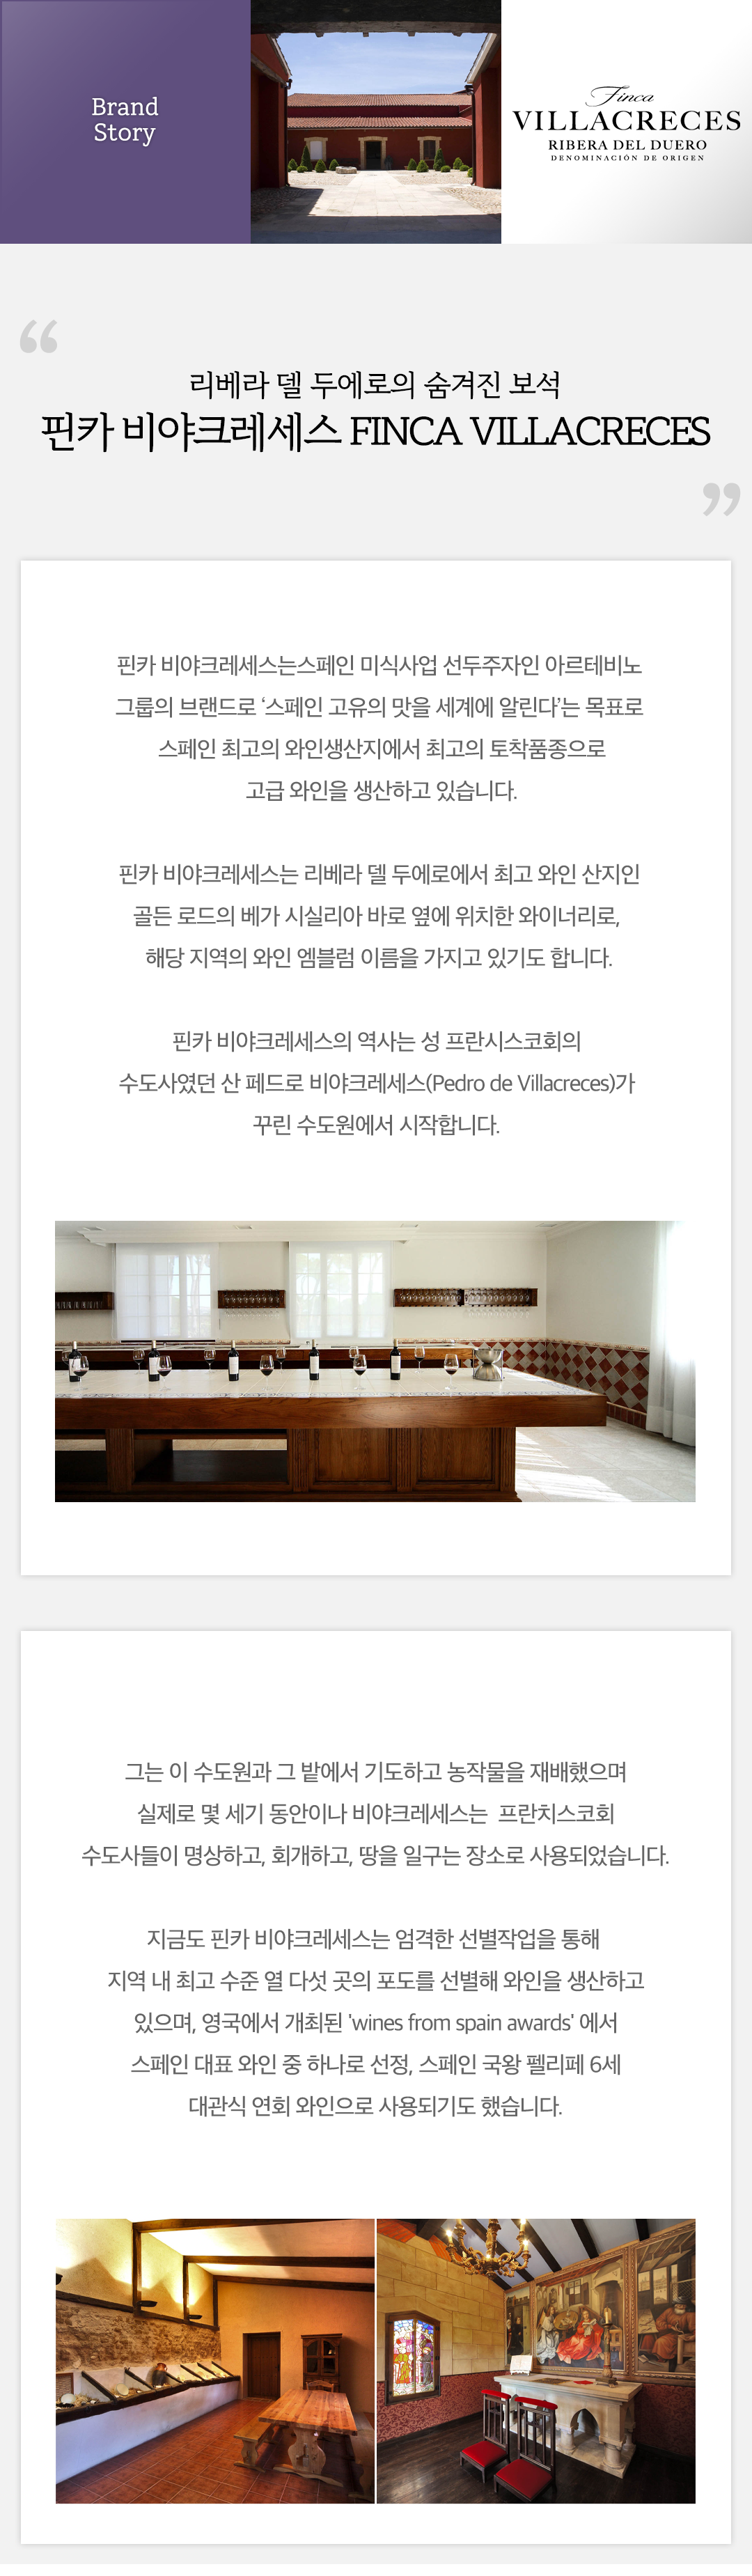 Brand
Story
Finca
VILLACRECES
RIBERA DEL DUERO
DENOMINACIÓN DE ORIGEN
“
리베라 델 두에로의 숨겨진 보석
핀카 비야크레세스 FINCA VILLACRECES
”
핀카 비야크레세스는스페인 미식사업 선두주자인 아르테비노
그룹의 브랜드로 ‘스페인 고유의 맛을 세계에 알린다’는 목표로
스페인 최고의 와인생산지에서 최고의 토착품종으로
고급 와인을 생산하고 있습니다.
핀카 비야크레세스는 리베라 델 두에로에서 최고 와인 산지인
골든 로드의 베가 시실리아 바로 옆에 위치한 와이너리로,
해당 지역의 와인 엠블럼 이름을 가지고 있기도 합니다.
핀카 비야크레세스의 역사는 성 프란시스코회의
수도사였던 산 페드로 비야크레세스(Pedro de Villacreces)가
꾸린 수도원에서 시작합니다.
그는 이 수도원과 그 밭에서 기도하고 농작물을 재배했으며
실제로 몇 세기 동안이나 비야크레세스는 프란치스코회
수도사들이 명상하고, 회개하고, 땅을 일구는 장소로 사용되었습니다.
지금도 핀카 비야크레세스는 엄격한 선별작업을 통해
지역 내 최고 수준 열 다섯 곳의 포도를 선별해 와인을 생산하고
있으며, 영국에서 개최된 'wines from spain awards' 에서
스페인 대표 와인 중 하나로 선정, 스페인 국왕 펠리페 6세
대관식 연회 와인으로 사용되기도 했습니다.